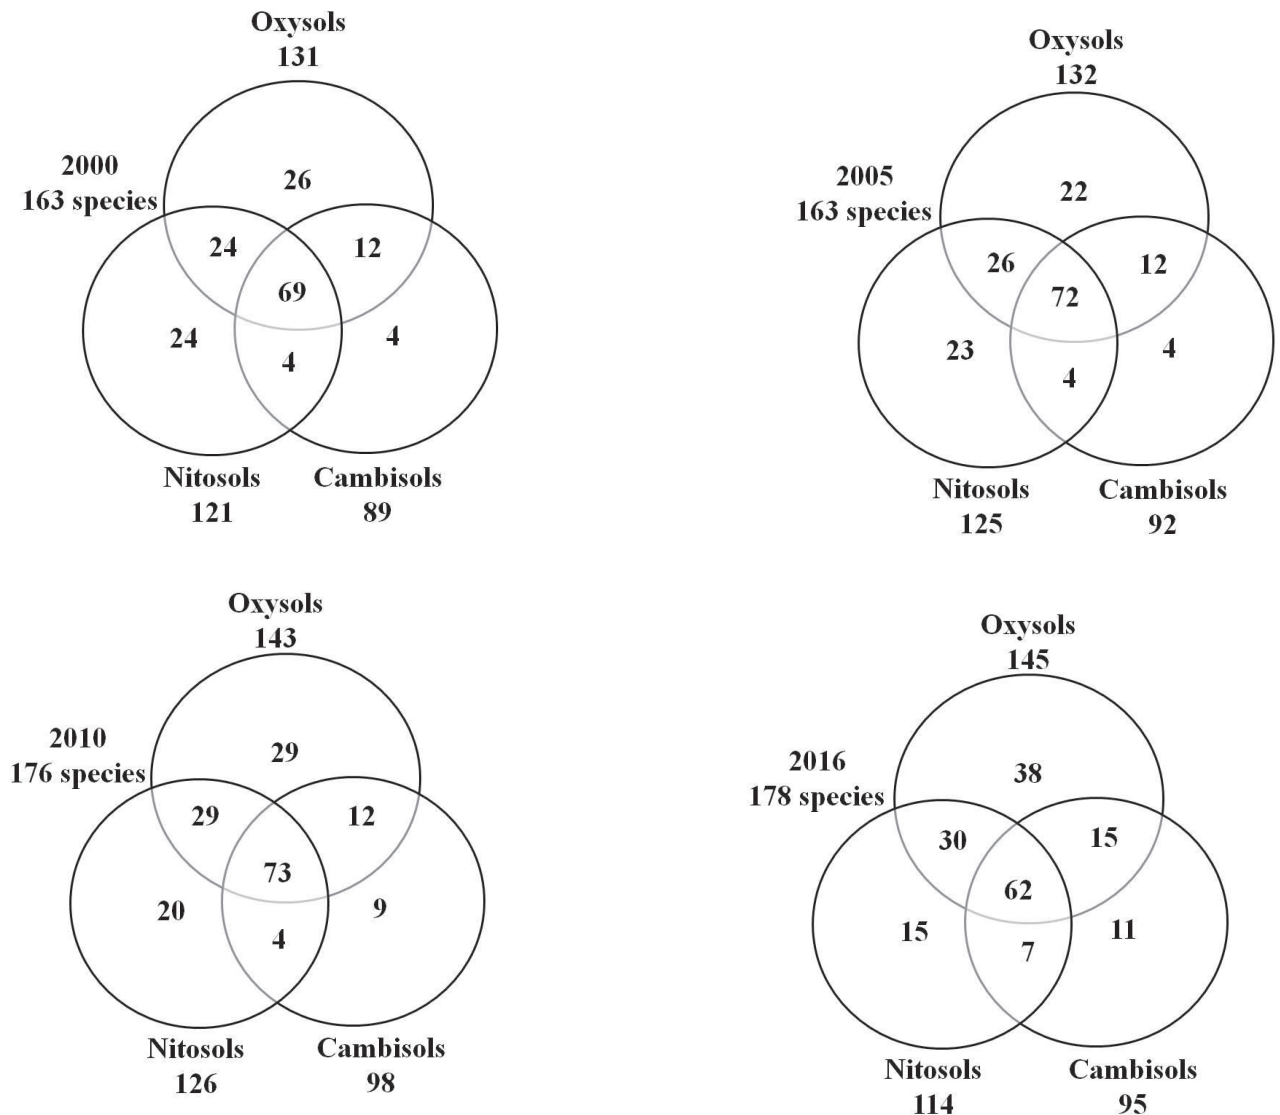 Oxysols
131
2000
163 species
26
24
12
69
24
4
4
Nitosols
121
Cambisols
89
Oxysols
132
2005
163 species
22
26
12
72
23
4
4
Nitosols
125
Cambisols
92
Oxysols
143
2010
176 species
29
29
12
73
20
9
4
Nitosols
126
Cambisols
98
Oxysols
145
2016
178 species
38
30
15
62
15
11
7
Nitosols
114
Cambisols
95